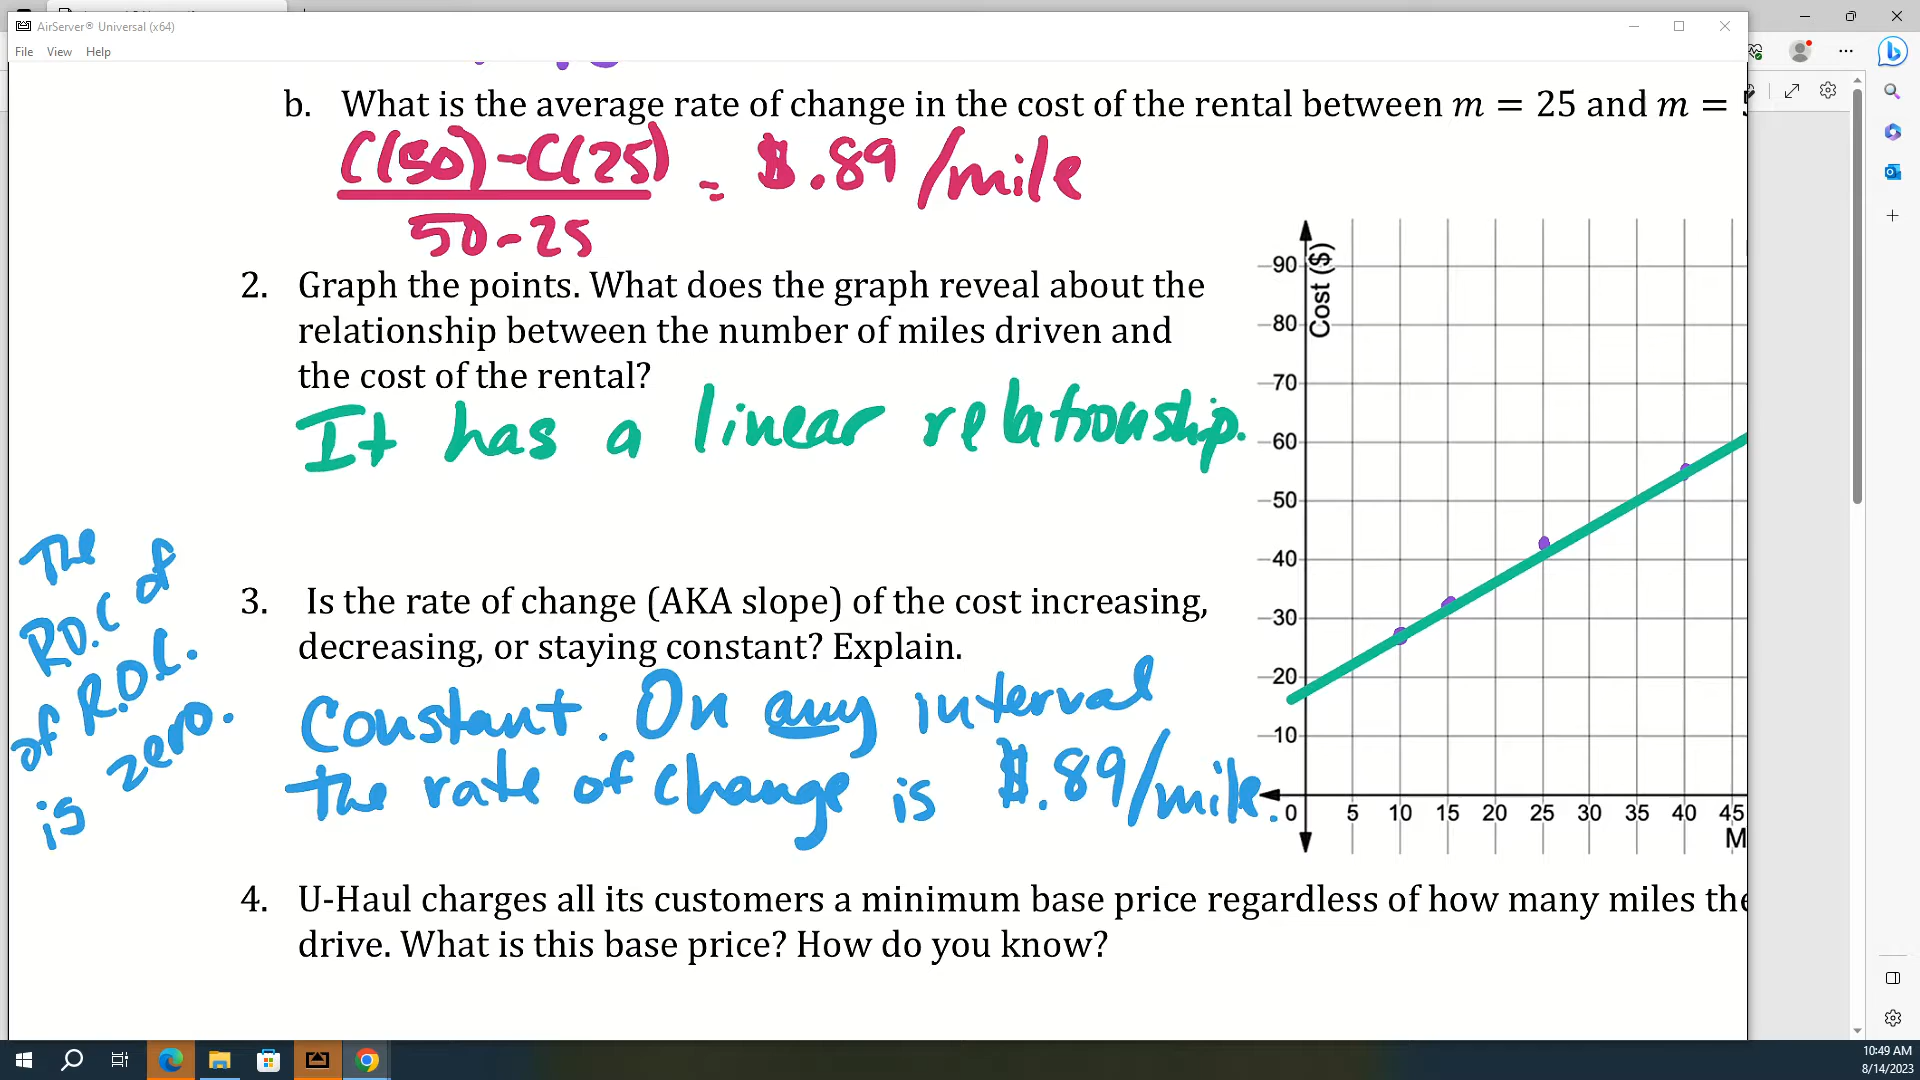 AirServer® Universal (x64)
File View Help
b. What is the average rate of change in the cost of the rental between m = 25 and m =
C(50) - C(25)
50 - 25
= $.89 /mile
2. Graph the points. What does the graph reveal about the
relationship between the number of miles driven and
the cost of the rental?
It has a linear relationship.
3. Is the rate of change (AKA slope) of the cost increasing,
decreasing, or staying constant? Explain.
Constant. On any interval
the rate of change is $.89/mile.
The
R.O.C of
of R.O.C.
is zero.
4. U-Haul charges all its customers a minimum base price regardless of how many miles the
drive. What is this base price? How do you know?
Cost ($)
90
80
70
60
50
40
30
20
10
0 5 10 15 20 25 30 35 40 45
M
10:49 AM
8/14/2023